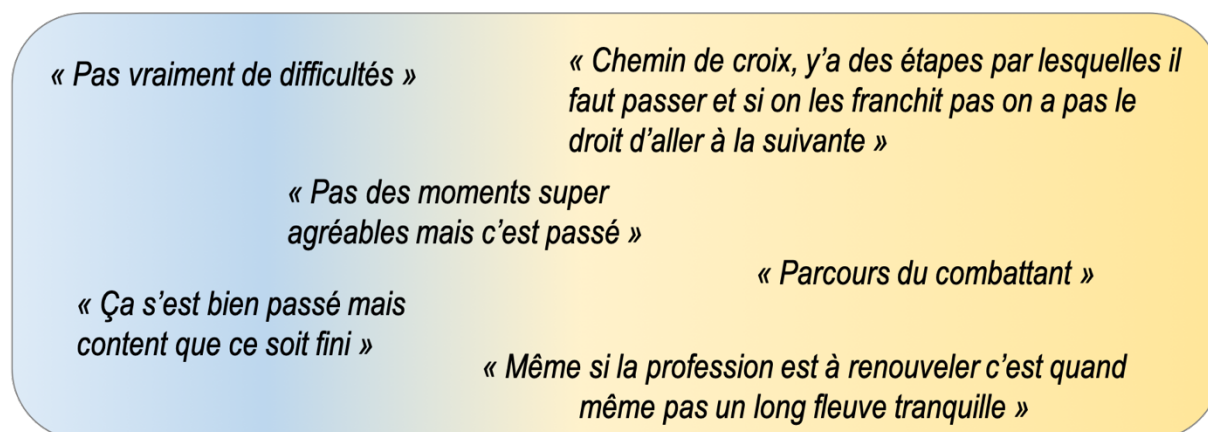 « Pas vraiment de difficultés »
« Chemin de croix, y’a des étapes par lesquelles il
faut passer et si on les franchit pas on a pas le
droit d’aller à la suivante »
« Pas des moments super
agréables mais c’est passé »
« Parcours du combattant »
« Ça s’est bien passé mais
content que ce soit fini »
« Même si la profession est à renouveler c’est quand
même pas un long fleuve tranquille »